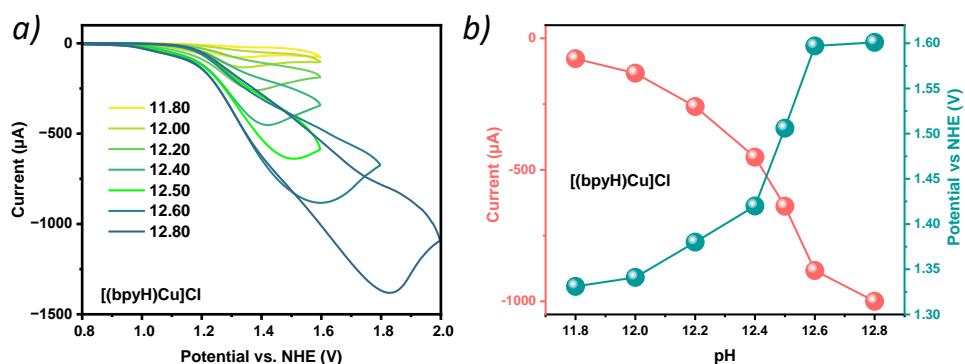 a)
0
−500
−1000
−1500
Current (µA)
11.80
12.00
12.20
12.40
12.50
12.60
12.80
[(bpyH)Cu]Cl
0.8 1.0 1.2 1.4 1.6 1.8 2.0
Potential vs. NHE (V)
b)
0
-500
-1000
Current (µA)
[(bpyH)Cu]Cl
1.60
1.55
1.50
1.45
1.40
1.35
1.30
Potential vs NHE (V)
11.8 12.0 12.2 12.4 12.6 12.8
pH